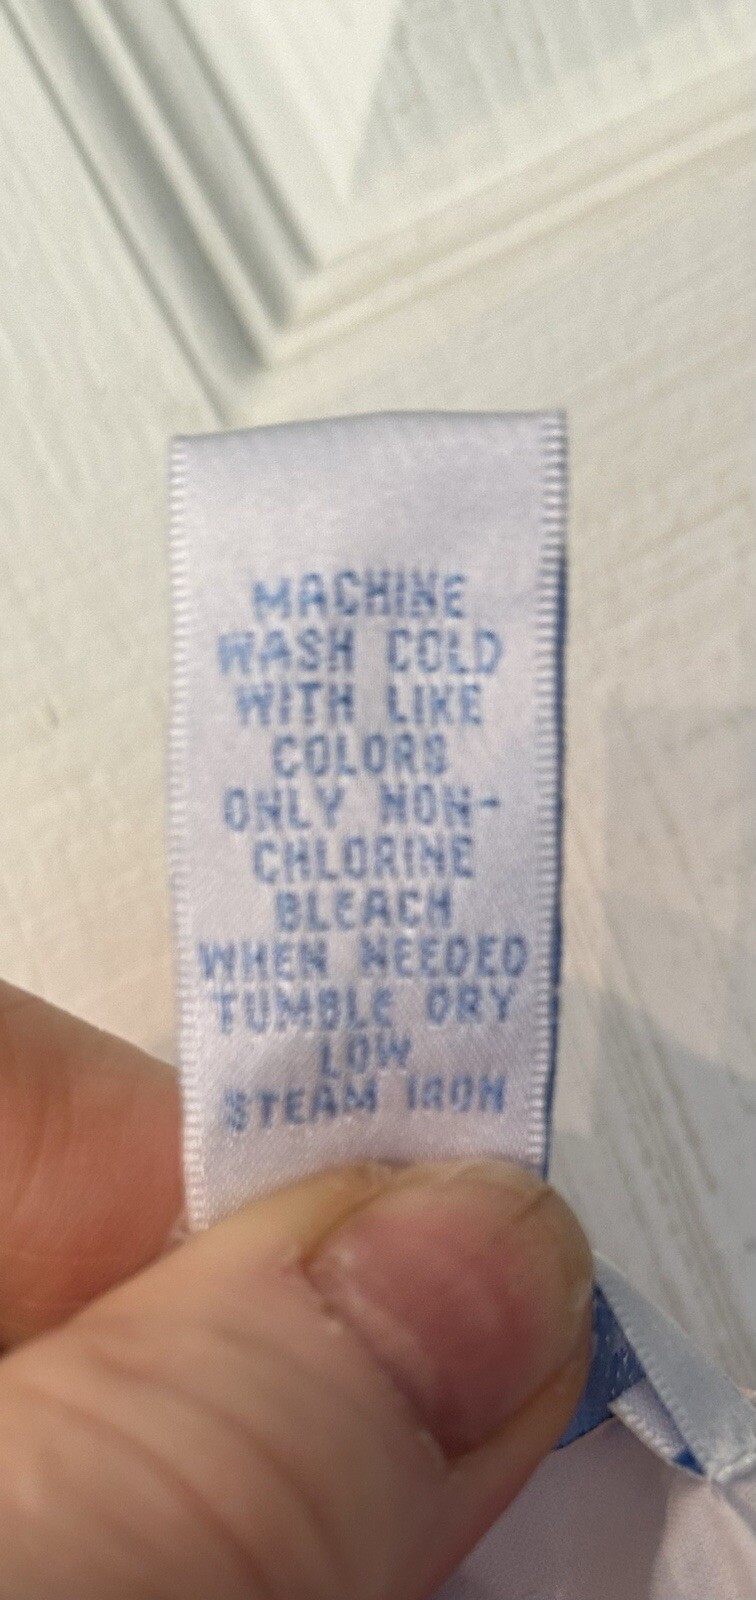 MACHINE
WASH COLD
WITH LIKE
COLORS
ONLY NON-
CHLORINE
BLEACH
WHEN NEEDED
TUMBLE DRY
LOW
STEAM IRON